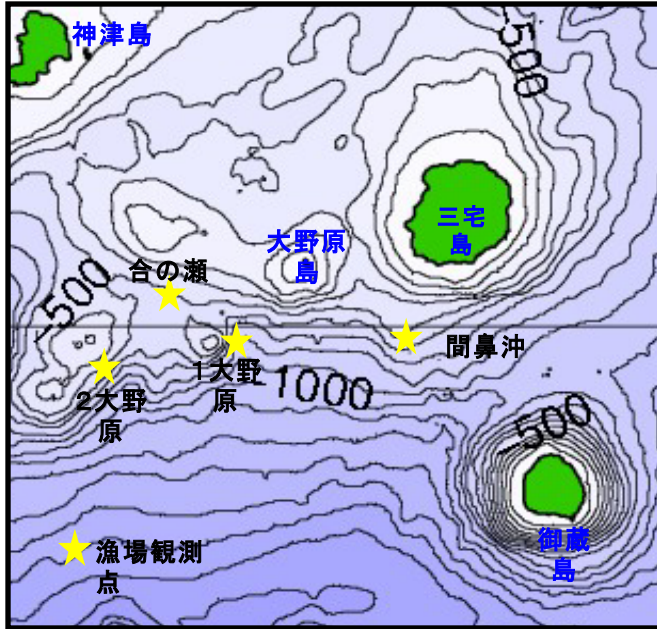 神津島
-500
三宅
島
大野原
島
合の瀬
-500
間鼻沖
1大野
原
-1000
2大野
原
-500
漁場観測
点
御蔵
島